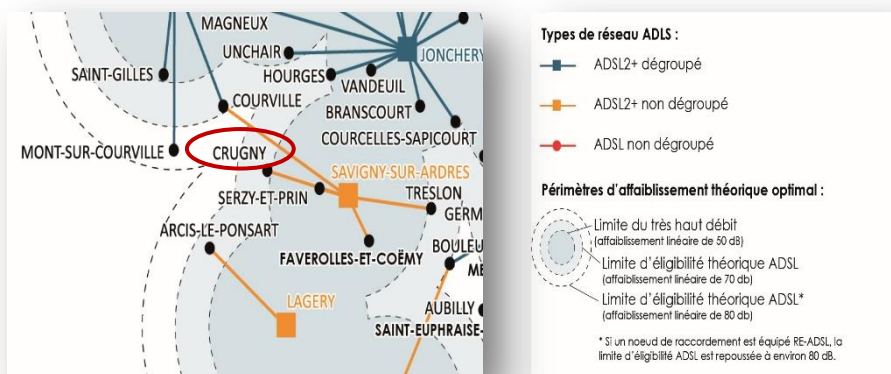 MAGNEUX
UNCHAIR
JONCHERY
SAINT-GILLES
HOURGES
VANDEUIL
COURVILLE
BRANSCOURT
COURCELLES-SAPICOURT
MONT-SUR-COURVILLE
CRUGNY
SAVIGNY-SUR-ARDRES
SERZY-ET-PRIN
TRESLON
GERM
ARCIS-LE-PONSART
BOULEU
FAVEROLLES-ET-COËMY
ME
LAGERY
AUBILLY
SAINT-EUPHRAISE-
Types de réseau ADLS :
ADSL2+ dégroupé
ADSL2+ non dégroupé
ADSL non dégroupé
Périmètres d'affaiblissement théorique optimal :
Limite du très haut débit
(affaiblissement linéaire de 50 dB)
Limite d'éligibilité théorique ADSL
(affaiblissement linéaire de 70 db)
Limite d'éligibilité théorique ADSL*
(affaiblissement linéaire de 80 db)
* Si un noeud de raccordement est équipé RE-ADSL, la
limite d'éligibilité ADSL est repoussée à environ 80 dB.